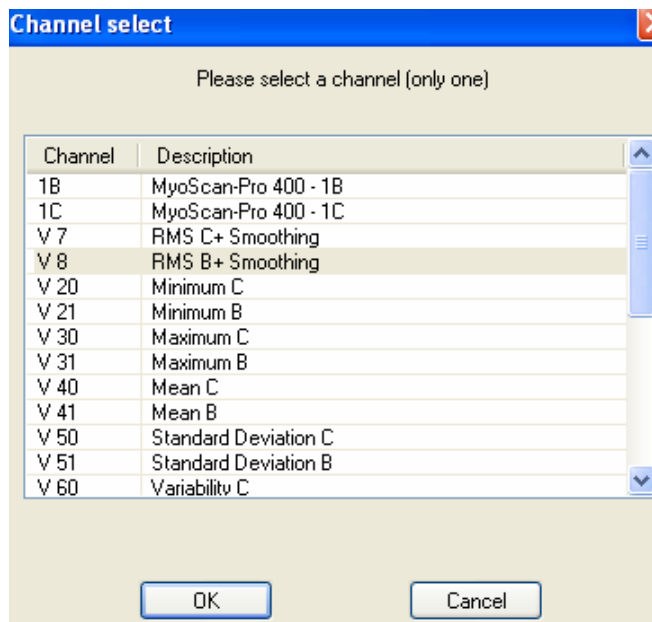 Channel select
Please select a channel (only one)
Channel Description
1B MyoScan-Pro 400 - 1B
1C MyoScan-Pro 400 - 1C
V 7 RMS C+ Smoothing
V 8 RMS B+ Smoothing
V 20 Minimum C
V 21 Minimum B
V 30 Maximum C
V 31 Maximum B
V 40 Mean C
V 41 Mean B
V 50 Standard Deviation C
V 51 Standard Deviation B
V 60 Variability C
OK Cancel